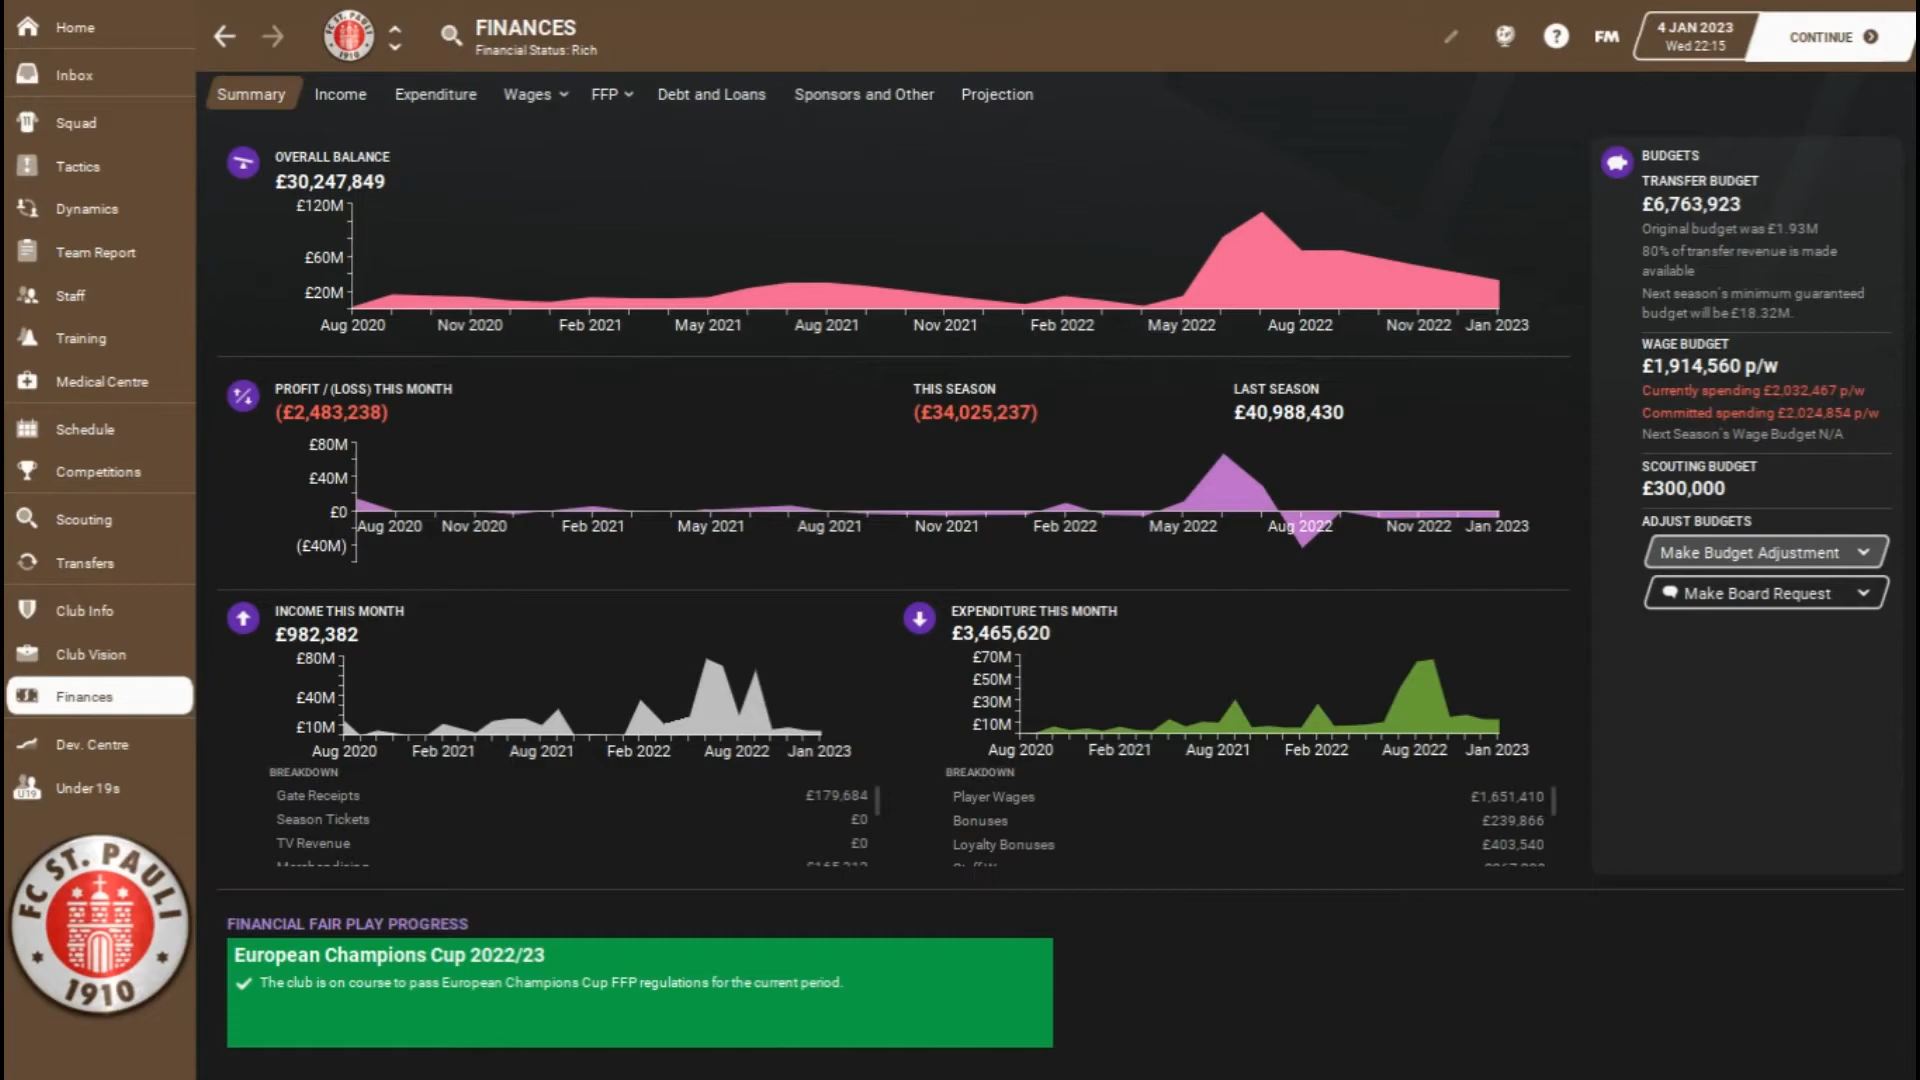 Home
Inbox
Squad
Tactics
Dynamics
Team Report
Staff
Training
Medical Centre
Schedule
Competitions
Scouting
Transfers
Club Info
Club Vision
Finances
Dev. Centre
U19
Under 19s
FC ST. PAULI
1910
FC ST. PAULI
1910
FINANCES
Financial Status: Rich
?
FM
4 JAN 2023
Wed 22:15
CONTINUE
Summary
Income
Expenditure
Wages
FFP
Debt and Loans
Sponsors and Other
Projection
OVERALL BALANCE
£30,247,849
£120M
£60M
£20M
Aug 2020 Nov 2020 Feb 2021 May 2021 Aug 2021 Nov 2021 Feb 2022 May 2022 Aug 2022 Nov 2022 Jan 2023
PROFIT / (LOSS) THIS MONTH
(£2,483,238)
THIS SEASON
(£34,025,237)
LAST SEASON
£40,988,430
£80M
£40M
£0
(£40M)
Aug 2020 Nov 2020 Feb 2021 May 2021 Aug 2021 Nov 2021 Feb 2022 May 2022 Aug 2022 Nov 2022 Jan 2023
INCOME THIS MONTH
£982,382
£80M
£40M
£10M
Aug 2020 Feb 2021 Aug 2021 Feb 2022 Aug 2022 Jan 2023
BREAKDOWN
Gate Receipts £179,684
Season Tickets £0
TV Revenue £0
EXPENDITURE THIS MONTH
£3,465,620
£70M
£50M
£30M
£10M
Aug 2020 Feb 2021 Aug 2021 Feb 2022 Aug 2022 Jan 2023
BREAKDOWN
Player Wages £1,651,410
Bonuses £239,866
Loyalty Bonuses £403,540
FINANCIAL FAIR PLAY PROGRESS
European Champions Cup 2022/23
The club is on course to pass European Champions Cup FFP regulations for the current period.
BUDGETS
TRANSFER BUDGET
£6,763,923
Original budget was £1.93M
80% of transfer revenue is made
available
Next season's minimum guaranteed
budget will be £18.32M.
WAGE BUDGET
£1,914,560 p/w
Currently spending £2,032,467 p/w
Committed spending £2,024,854 p/w
Next Season's Wage Budget N/A
SCOUTING BUDGET
£300,000
ADJUST BUDGETS
Make Budget Adjustment
Make Board Request